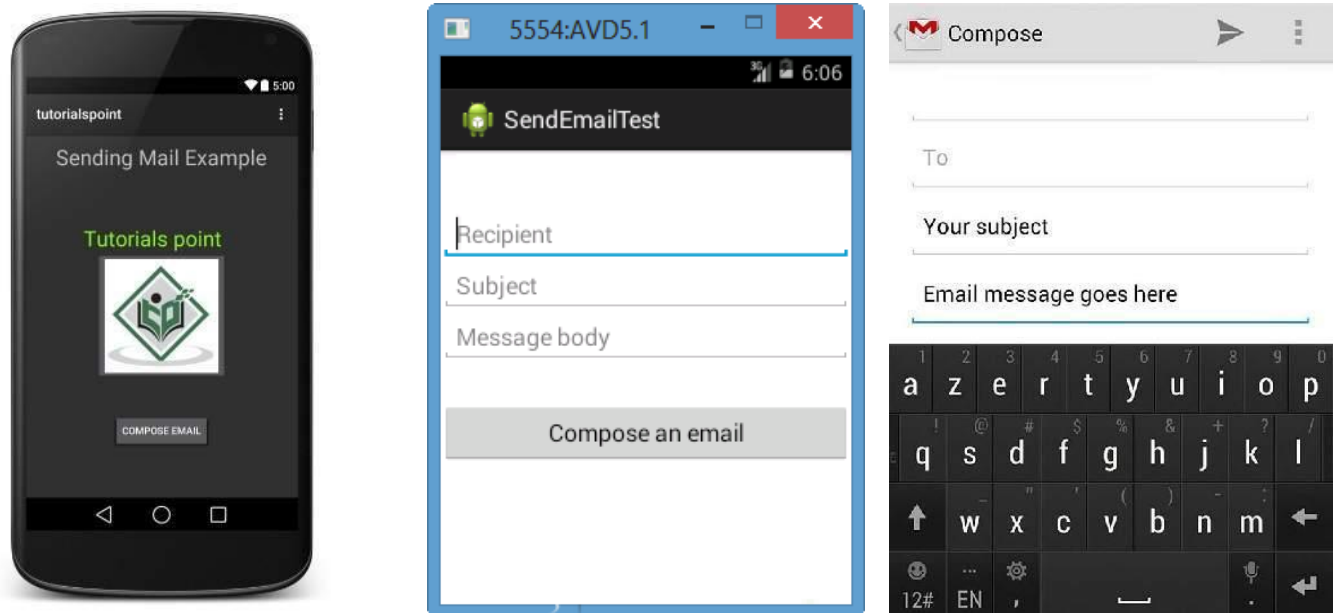 5:00
tutorialspoint
Sending Mail Example
Tutorials point
COMPOSE EMAIL
5554:AVD5.1
3G 6:06
SendEmailTest
Recipient
Subject
Message body
Compose an email
Compose
To
Your subject
Email message goes here
1 2 3 4 5 6 7 8 9 0
a z e r t y u i o p
! @ # $ % & + ? /
q s d f g h j k l
_ " ' ( ) - :
w x c v b n m
12# EN , .